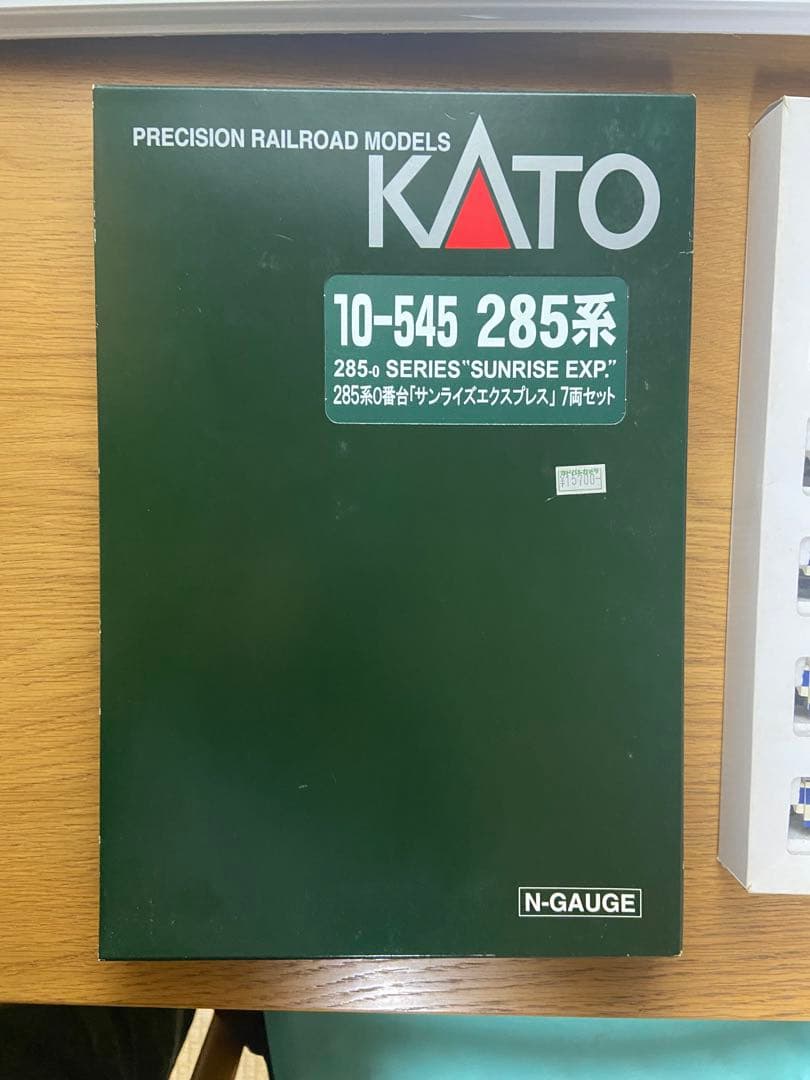 PRECISION RAILROAD MODELS
KATO
10-545 285系
285-0 SERIES "SUNRISE EXP."
285系0番台「サンライズエクスプレス」7両セット
¥15700-
N-GAUGE